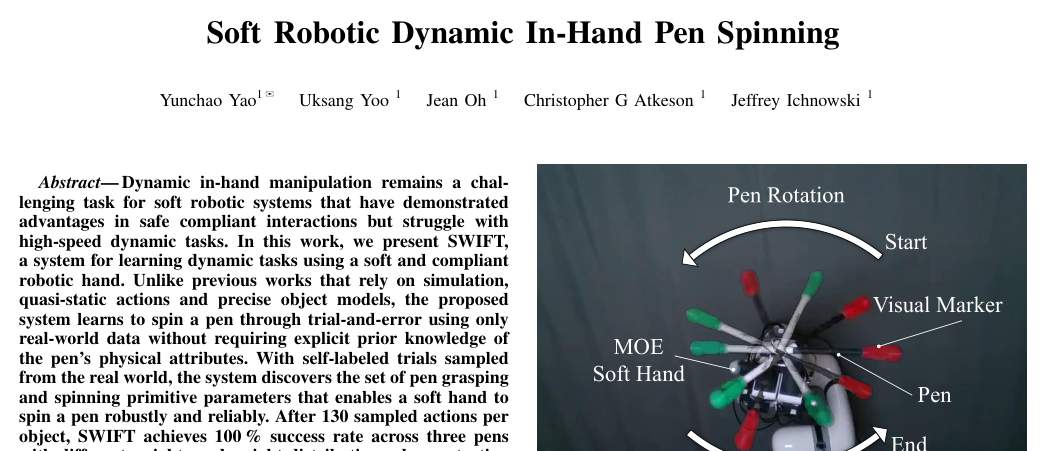 Soft Robotic Dynamic In-Hand Pen Spinning
Yunchao Yao1 ✉ Uksang Yoo 1 Jean Oh 1 Christopher G Atkeson 1 Jeffrey Ichnowski 1
Abstract—Dynamic in-hand manipulation remains a chal-
lenging task for soft robotic systems that have demonstrated
advantages in safe compliant interactions but struggle with
high-speed dynamic tasks. In this work, we present SWIFT,
a system for learning dynamic tasks using a soft and compliant
robotic hand. Unlike previous works that rely on simulation,
quasi-static actions and precise object models, the proposed
system learns to spin a pen through trial-and-error using only
real-world data without requiring explicit prior knowledge of
the pen's physical attributes. With self-labeled trials sampled
from the real world, the system discovers the set of pen grasping
and spinning primitive parameters that enables a soft hand to
spin a pen robustly and reliably. After 130 sampled actions per
object, SWIFT achieves 100 % success rate across three pens
Pen Rotation
Start
Visual Marker
MOE
Soft Hand
Pen
End